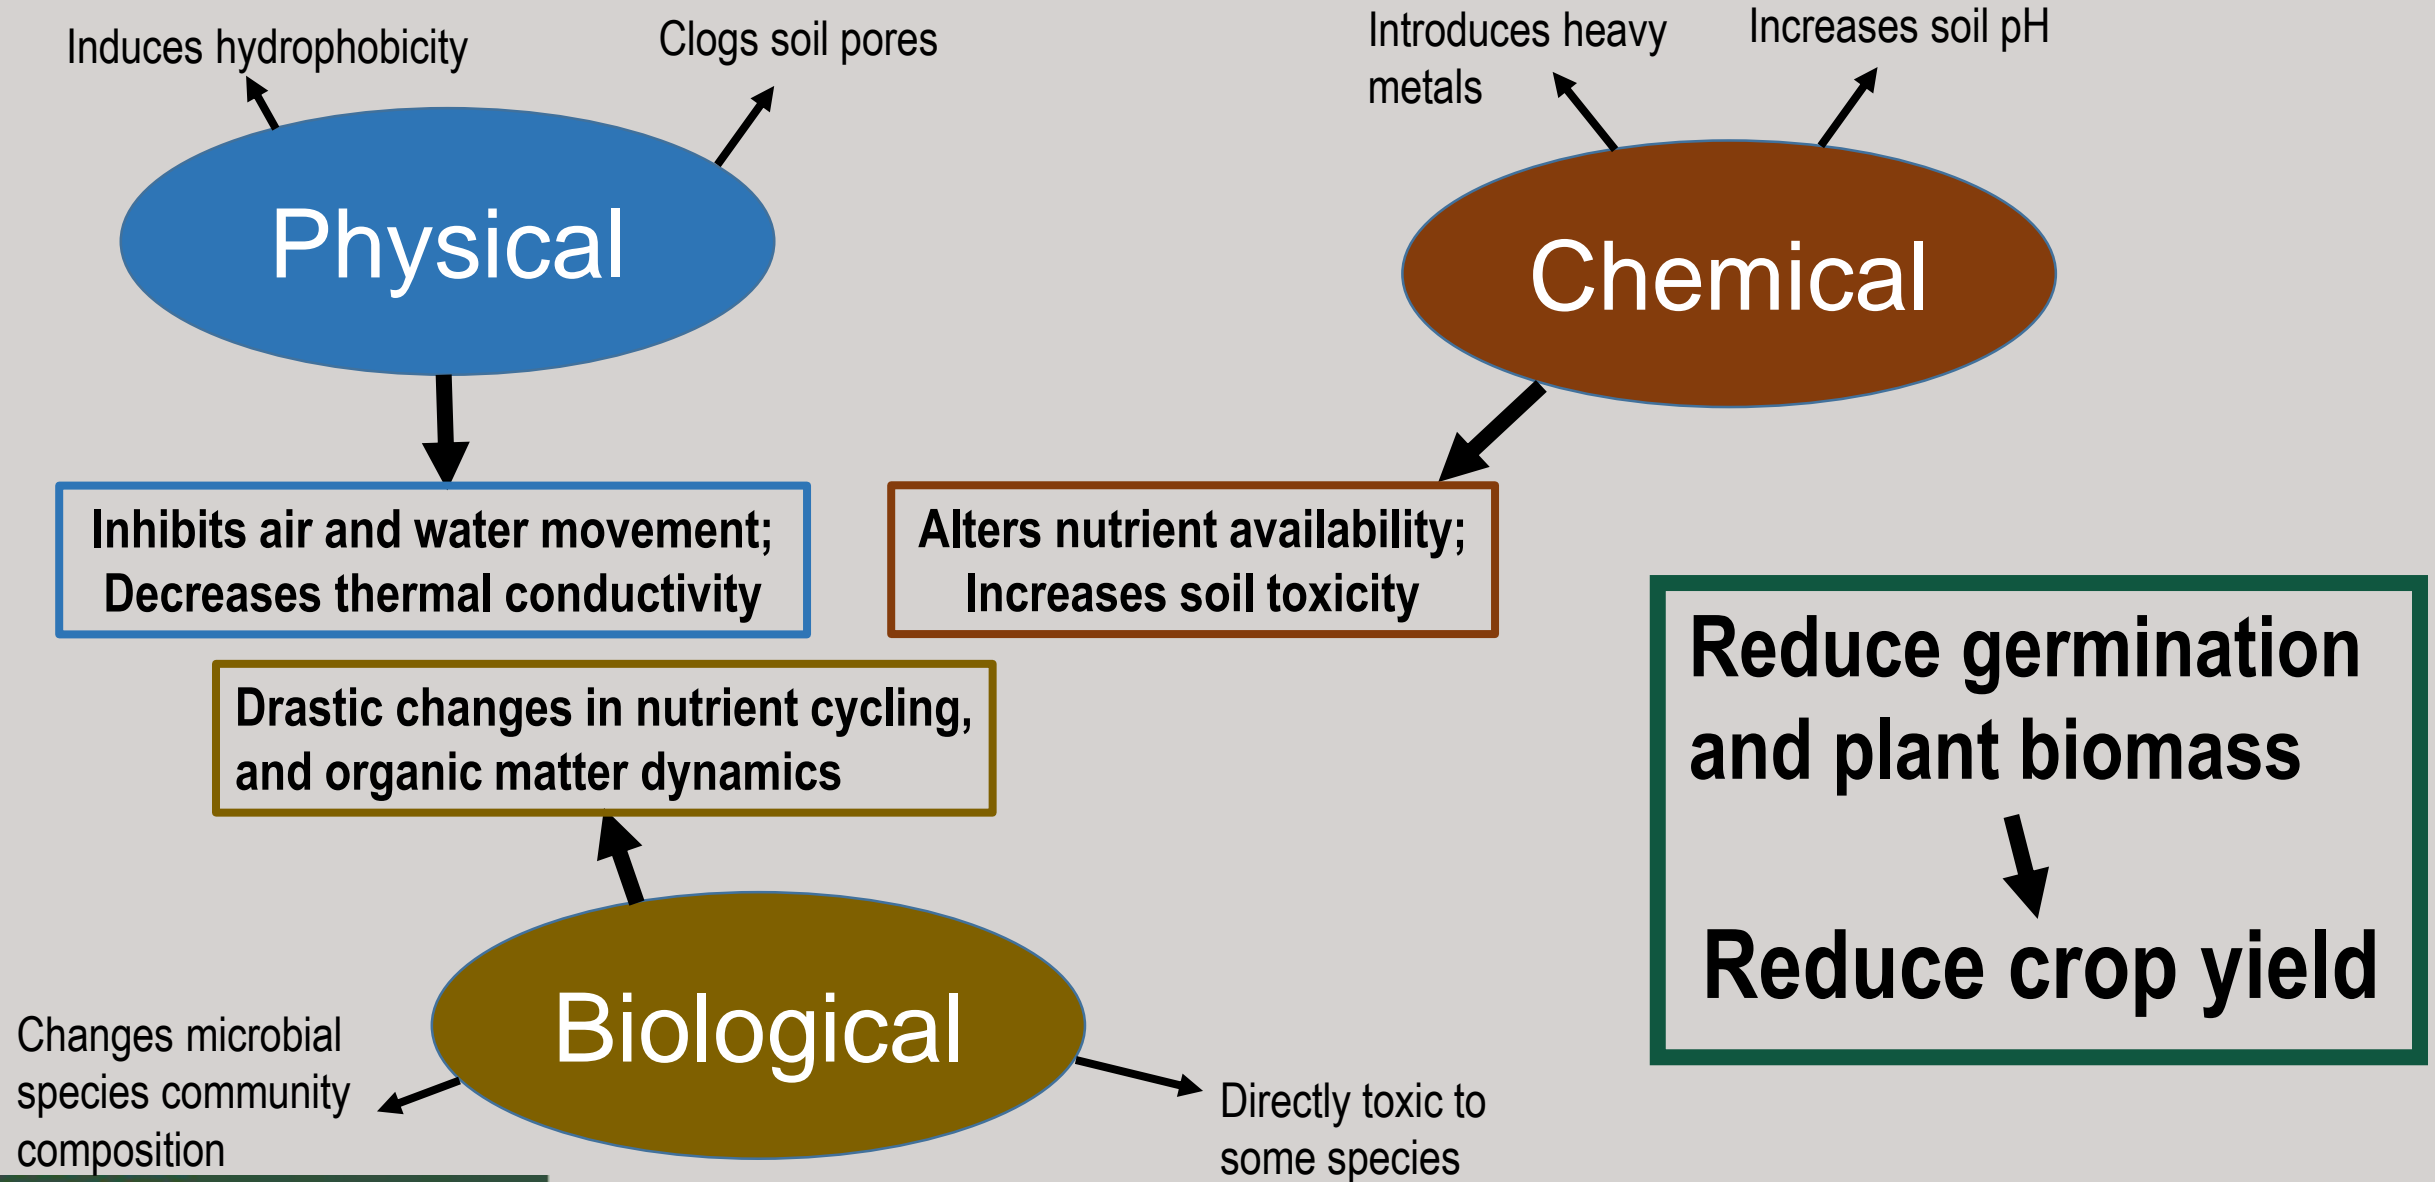 Induces hydrophobicity
Clogs soil pores
Introduces heavy
metals
Increases soil pH
Physical
Chemical
Inhibits air and water movement;
Decreases thermal conductivity
Alters nutrient availability;
Increases soil toxicity
Drastic changes in nutrient cycling,
and organic matter dynamics
Reduce germination
and plant biomass
Reduce crop yield
Biological
Changes microbial
species community
composition
Directly toxic to
some species